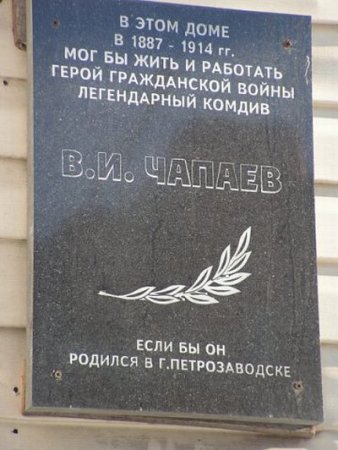 В ЭТОМ ДОМЕ
В 1887 - 1914 гг.
МОГ БЫ ЖИТЬ И РАБОТАТЬ
ГЕРОЙ ГРАЖДАНСКОЙ ВОЙНЫ
ЛЕГЕНДАРНЫЙ КОМДИВ
В.И. ЧАПАЕВ
ЕСЛИ БЫ ОН
РОДИЛСЯ В Г.ПЕТРОЗАВОДСКЕ